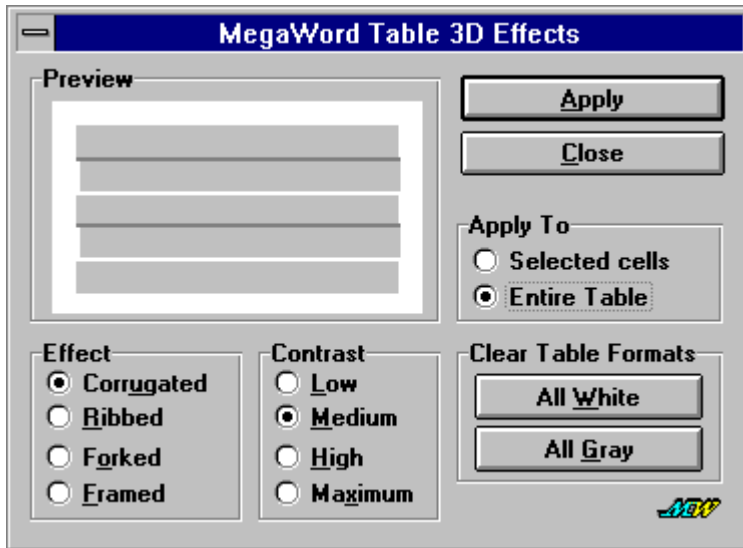 MegaWord Table 3D Effects
Preview
Apply
Close
Apply To
Selected cells
Entire Table
Effect
Corrugated
Ribbed
Forked
Framed
Contrast
Low
Medium
High
Maximum
Clear Table Formats
All White
All Gray